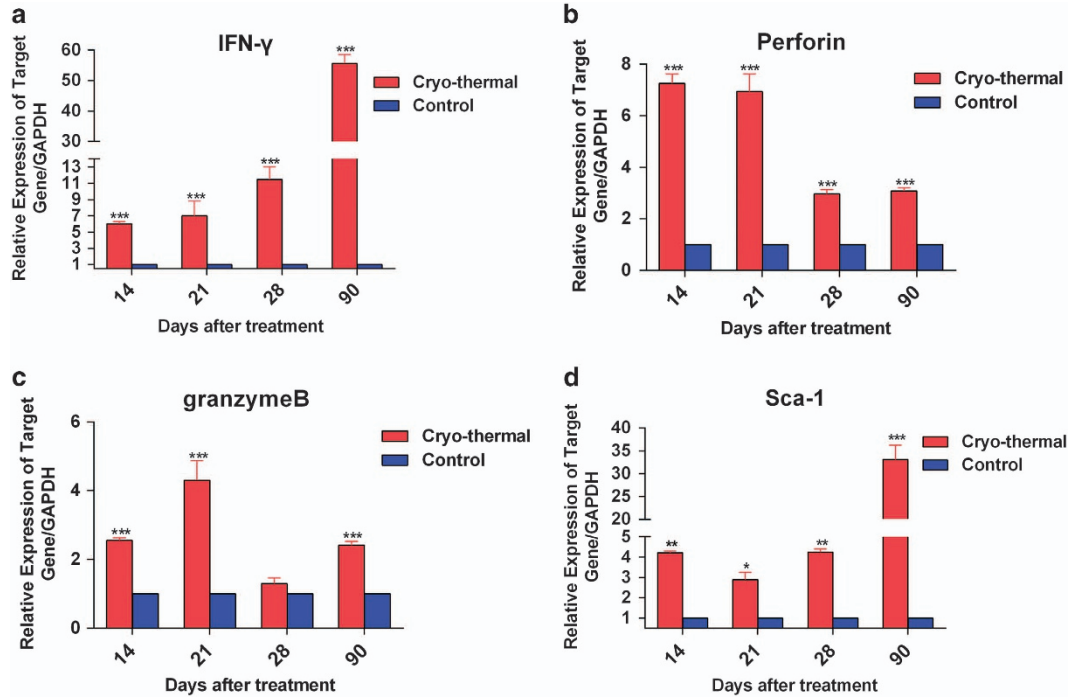 a
IFN-γ
Relative Expression of Target
Gene/GAPDH
60
50
40
30
20
10
13
11
9
7
5
3
1
***
***
***
***
Cryo-thermal
Control
14
21
28
90
Days after treatment
b
Perforin
Relative Expression of Target
Gene/GAPDH
8
6
4
2
0
***
***
***
***
Cryo-thermal
Control
14
21
28
90
Days after treatment
c
granzymeB
Relative Expression of Target
Gene/GAPDH
6
4
2
0
***
***
***
Cryo-thermal
Control
14
21
28
90
Days after treatment
d
Sca-1
Relative Expression of Target
Gene/GAPDH
40
35
30
25
20
5
4
3
2
1
**
*
**
***
Cryo-thermal
Control
14
21
28
90
Days after treatment